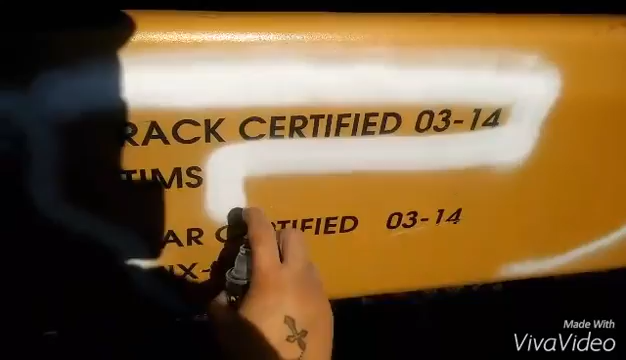 RACK CERTIFIED 03-14
TIMS
AR CERTIFIED 03-14
Made With
VivaVideo